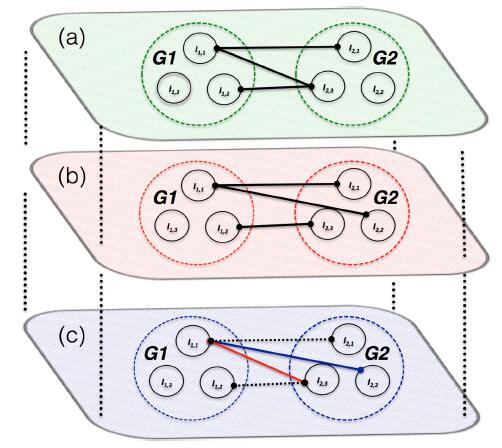 (a)
G1
G2
I1,1
I2,1
I1,3
I1,2
I2,3
I2,2
(b)
G1
G2
I1,1
I2,1
I1,3
I1,2
I2,3
I2,2
(c)
G1
G2
I1,1
I2,1
I1,3
I1,2
I2,3
I2,2